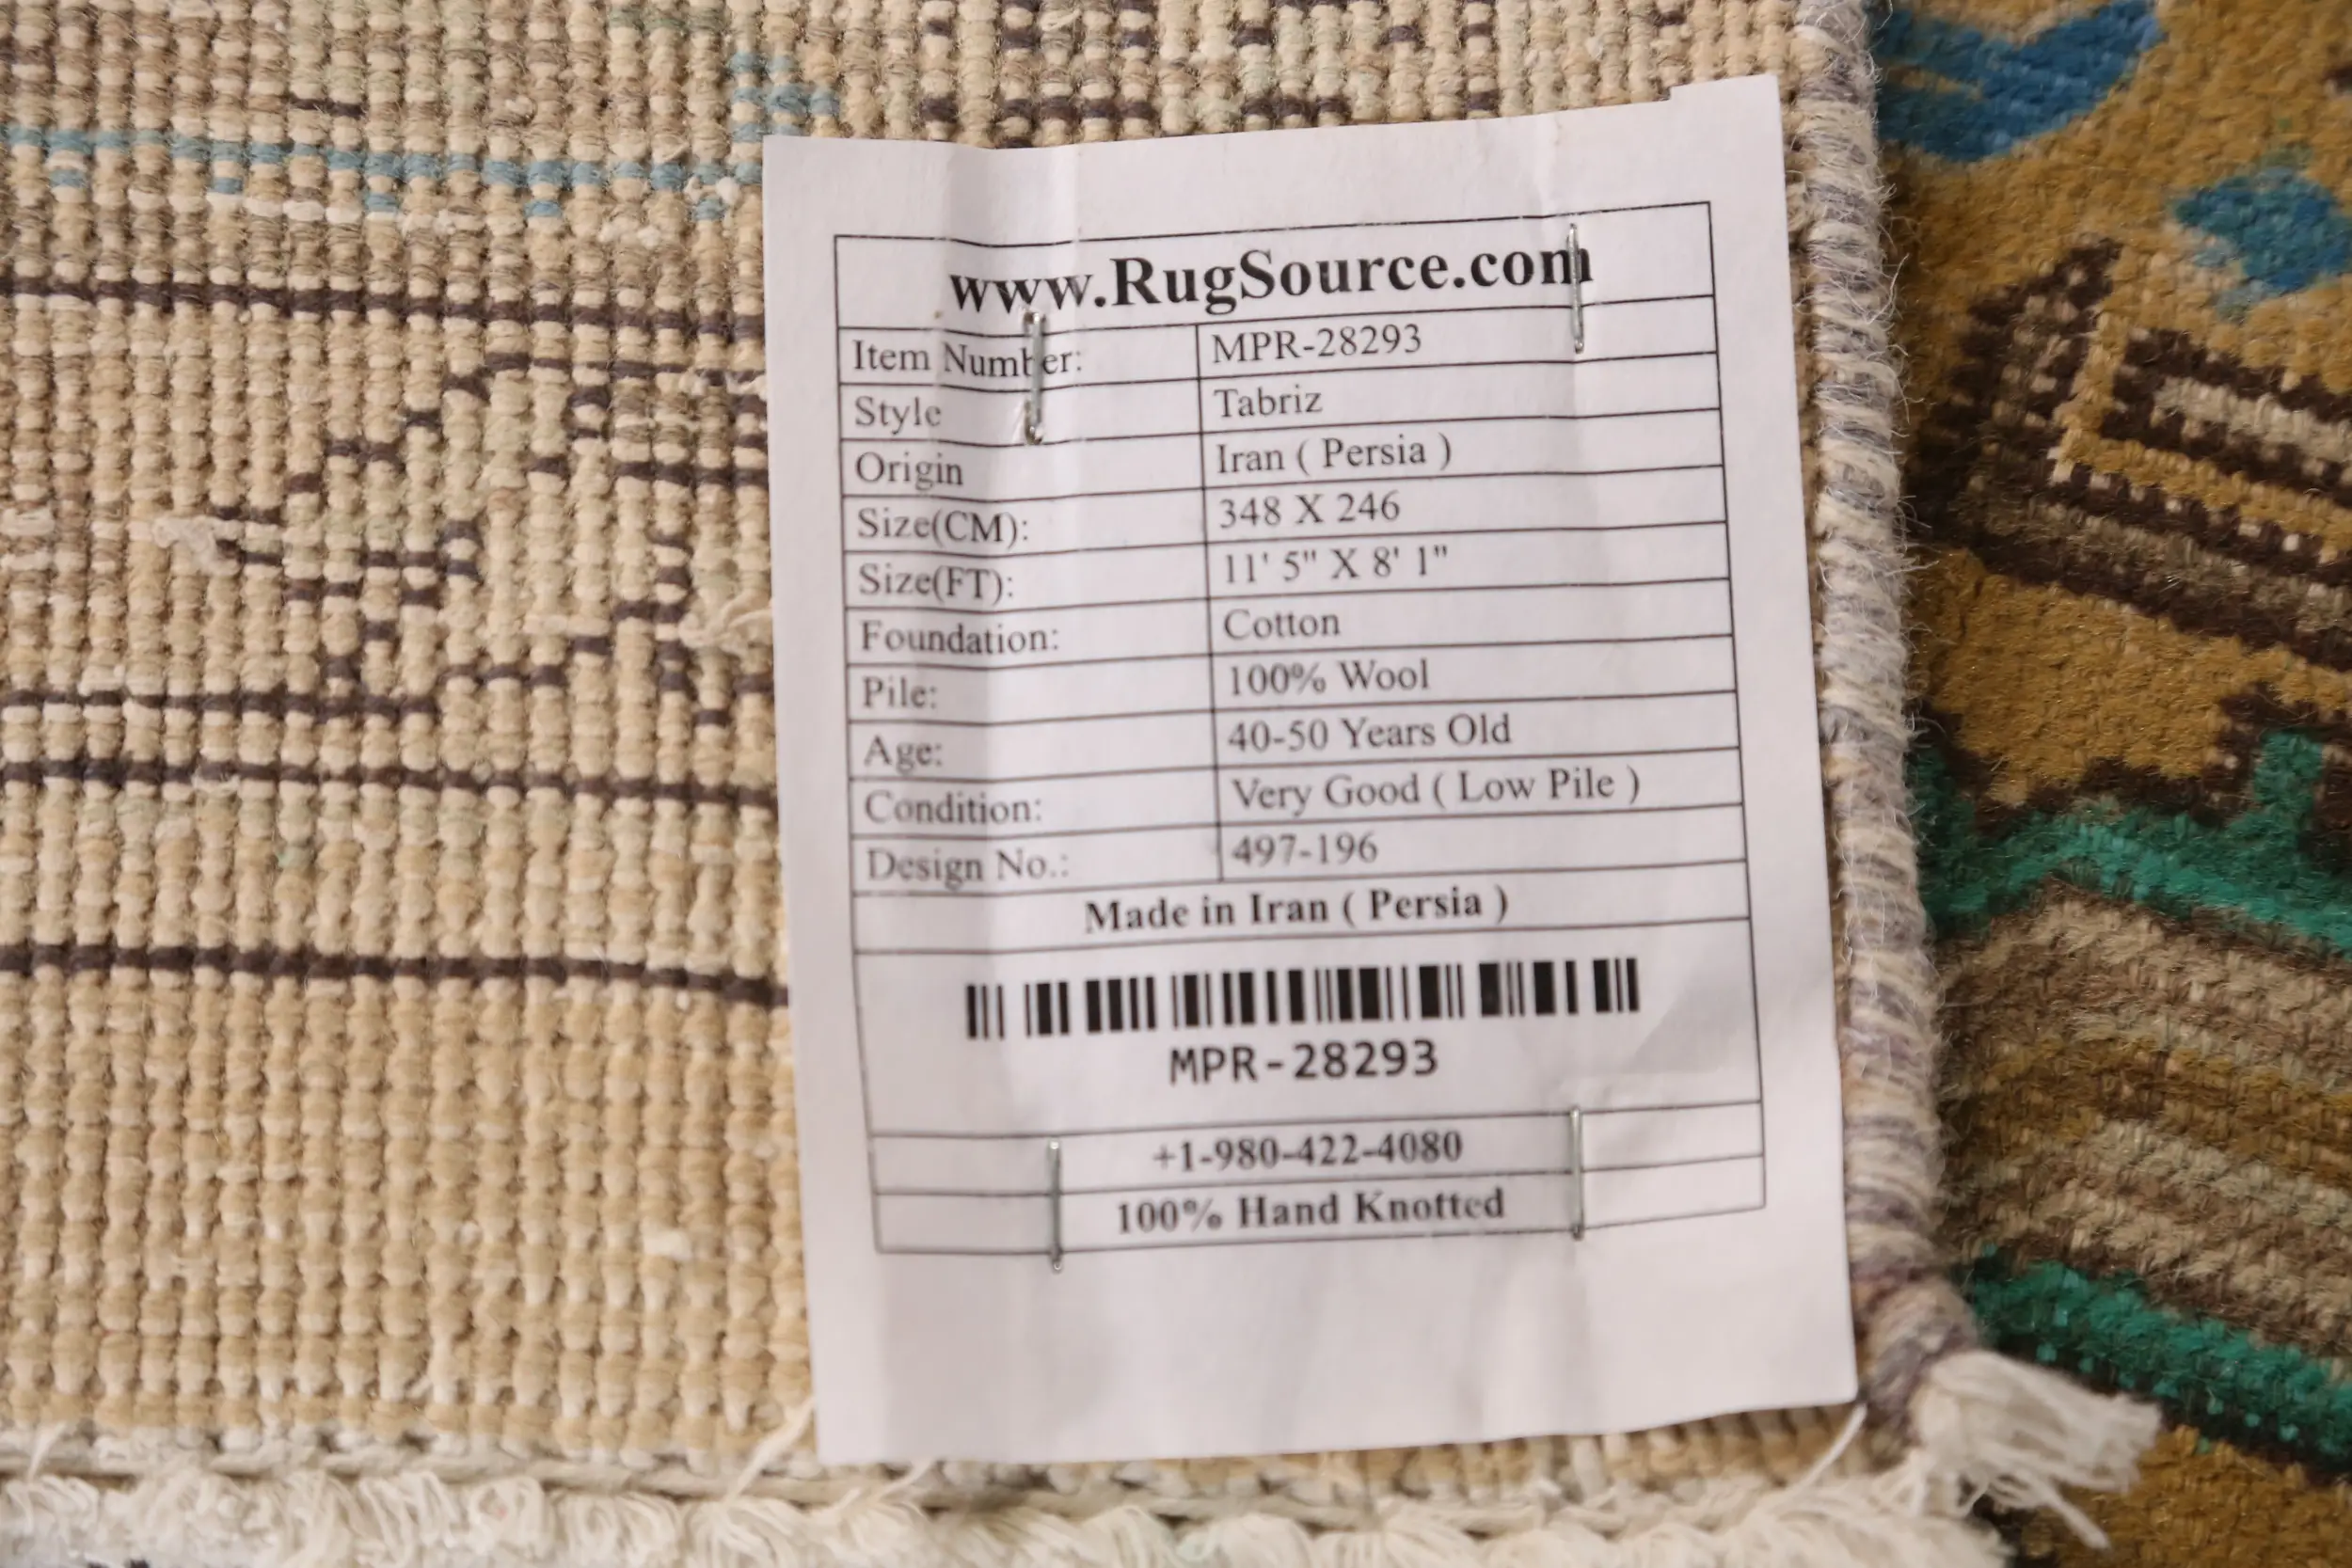 www.RugSource.com
Item Number: MPR-28293
Style Tabriz
Origin Iran ( Persia )
Size(CM): 348 X 246
Size(FT): 11' 5" X 8' 1"
Foundation: Cotton
Pile: 100% Wool
Age: 40-50 Years Old
Condition: Very Good ( Low Pile )
Design No.: 497-196
Made in Iran ( Persia )
MPR-28293
+1-980-422-4080
100% Hand Knotted